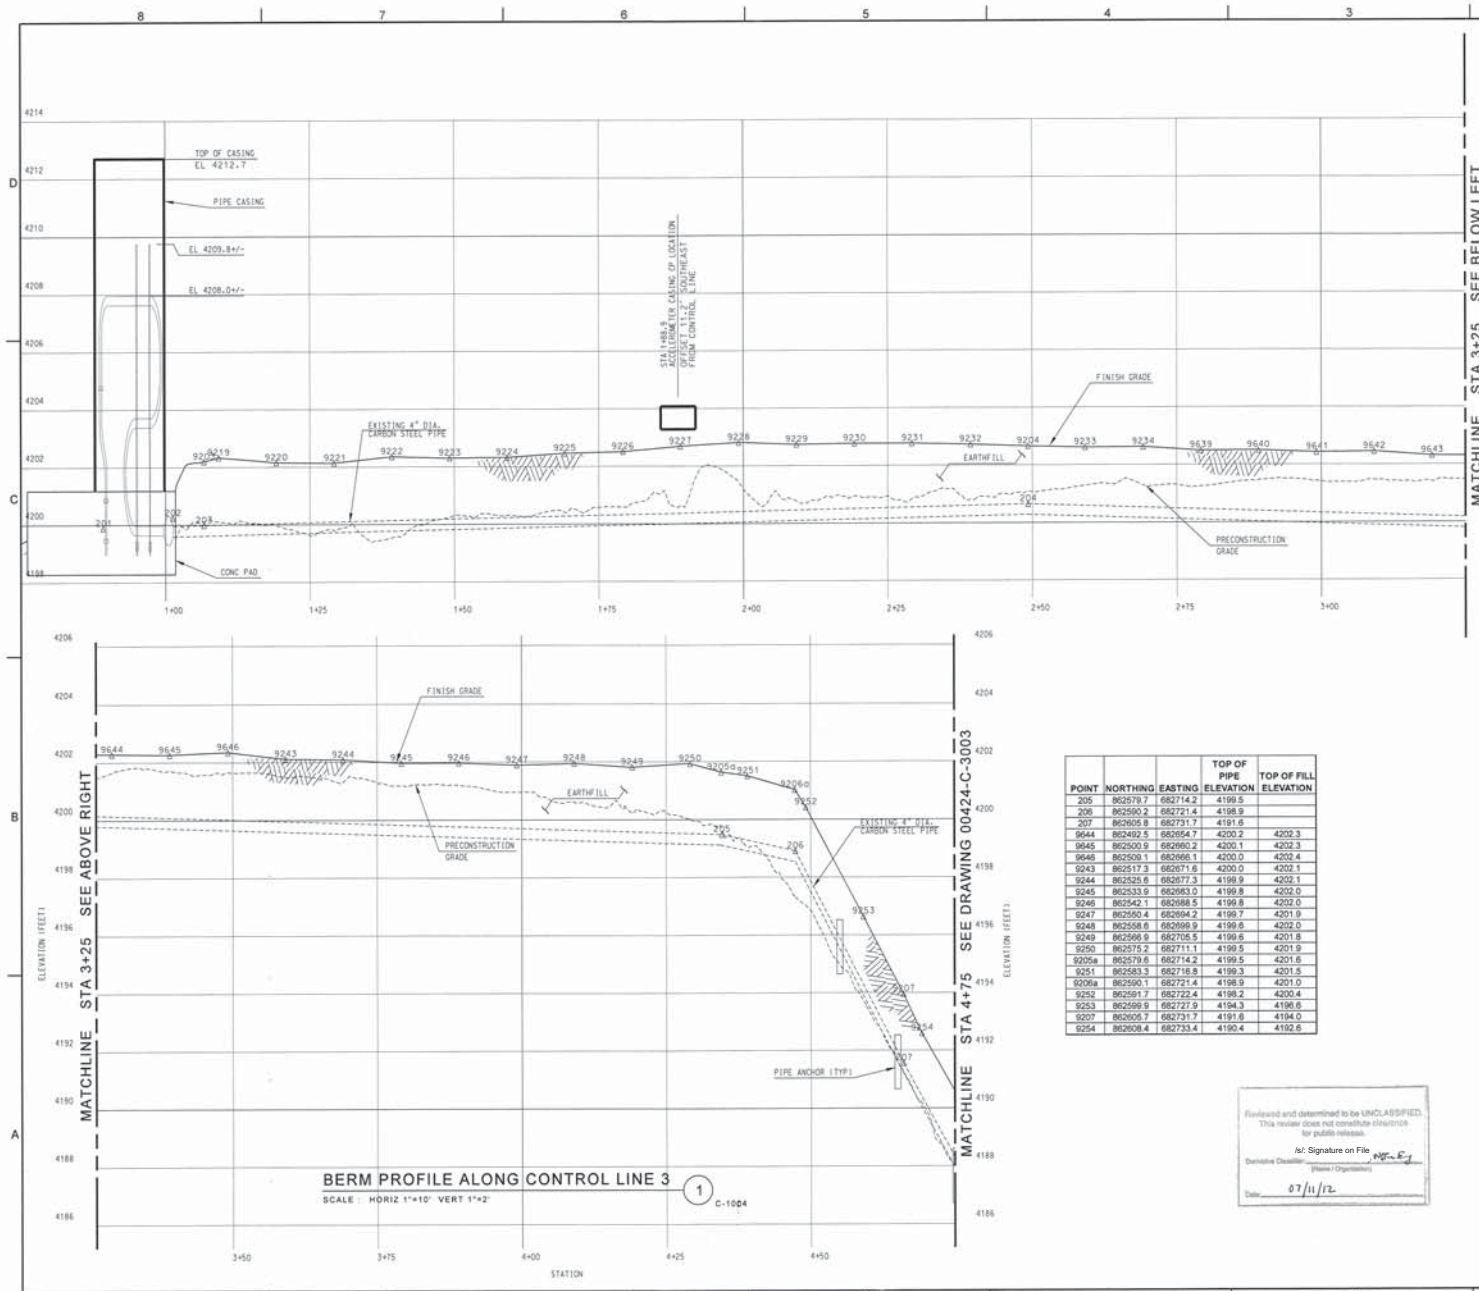 8 7 6 5 4 3
D
C
B
A
4214
4212
4210
4208
4206
4204
4202
4200
4198
TOP OF CASING
EL 4212.7
PIPE CASING
EL 4209.8+/-
EL 4208.0+/-
STA 1+88.9
ACCELEROMETER CASING CP LOCATION
OFFSET 11.2' SOUTHEAST
FROM CONTROL LINE
EXISTING 4" DIA.
CARBON STEEL PIPE
FINISH GRADE
EARTHFILL
PRECONSTRUCTION
GRADE
CONC PAD
9219 9220 9221 9222 9223 9224 9225 9226 9227 9228 9229 9230 9231 9232 9204 9233 9234 9639 9640 9641 9642 9643
201 202 203 204
1+00 1+25 1+50 1+75 2+00 2+25 2+50 2+75 3+00
MATCHLINE STA 3+25 SEE BELOW LEFT
4206
4204
4202
4200
4198
4196
4194
4192
4190
4188
4186
ELEVATION (FEET)
MATCHLINE STA 3+25 SEE ABOVE RIGHT
FINISH GRADE
9644 9645 9646 9243 9244 9245 9246 9247 9248 9249 9250 9205a 9251 9206a 9252
EARTHFILL
PRECONSTRUCTION
GRADE
EXISTING 4" DIA.
CARBON STEEL PIPE
205 206
9253
9207
9254
207
PIPE ANCHOR (TYP)
MATCHLINE STA 4+75 SEE DRAWING 00424-C-3003
4206
4204
4202
4200
4198
4196
4194
4192
4190
4188
4186
ELEVATION (FEET)
BERM PROFILE ALONG CONTROL LINE 3
SCALE : HORIZ 1"=10' VERT 1"=2'
1
C-1004
3+50 3+75 4+00 4+25 4+50
STATION
POINT NORTHING EASTING TOP OF PIPE ELEVATION TOP OF FILL ELEVATION
205 862579.7 682714.2 4199.5
206 862590.2 682721.4 4198.9
207 862605.8 682731.7 4191.6
9644 862492.5 682654.7 4200.2 4202.3
9645 862500.9 682660.2 4200.1 4202.3
9646 862509.1 682666.1 4200.0 4202.4
9243 862517.3 682671.6 4200.0 4202.1
9244 862525.6 682677.3 4199.9 4202.1
9245 862533.9 682683.0 4199.8 4202.0
9246 862542.1 682688.5 4199.8 4202.0
9247 862550.4 682694.2 4199.7 4201.9
9248 862558.6 682699.9 4199.6 4202.0
9249 862566.9 682705.5 4199.6 4201.8
9250 862575.2 682711.1 4199.5 4201.9
9205a 862579.6 682714.2 4199.5 4201.6
9251 862583.3 682716.8 4199.3 4201.5
9206a 862590.1 682721.4 4198.9 4201.0
9252 862591.7 682722.4 4198.2 4200.4
9253 862599.9 682727.9 4194.3 4196.6
9207 862605.7 682731.7 4191.6 4194.0
9254 862608.4 682733.4 4190.4 4192.6
Reviewed and determined to be UNCLASSIFIED.
This review does not constitute clearance
for public release.
/s/: Signature on File
Derivative Classifier:
(Name / Organization)
Date: 07/11/12